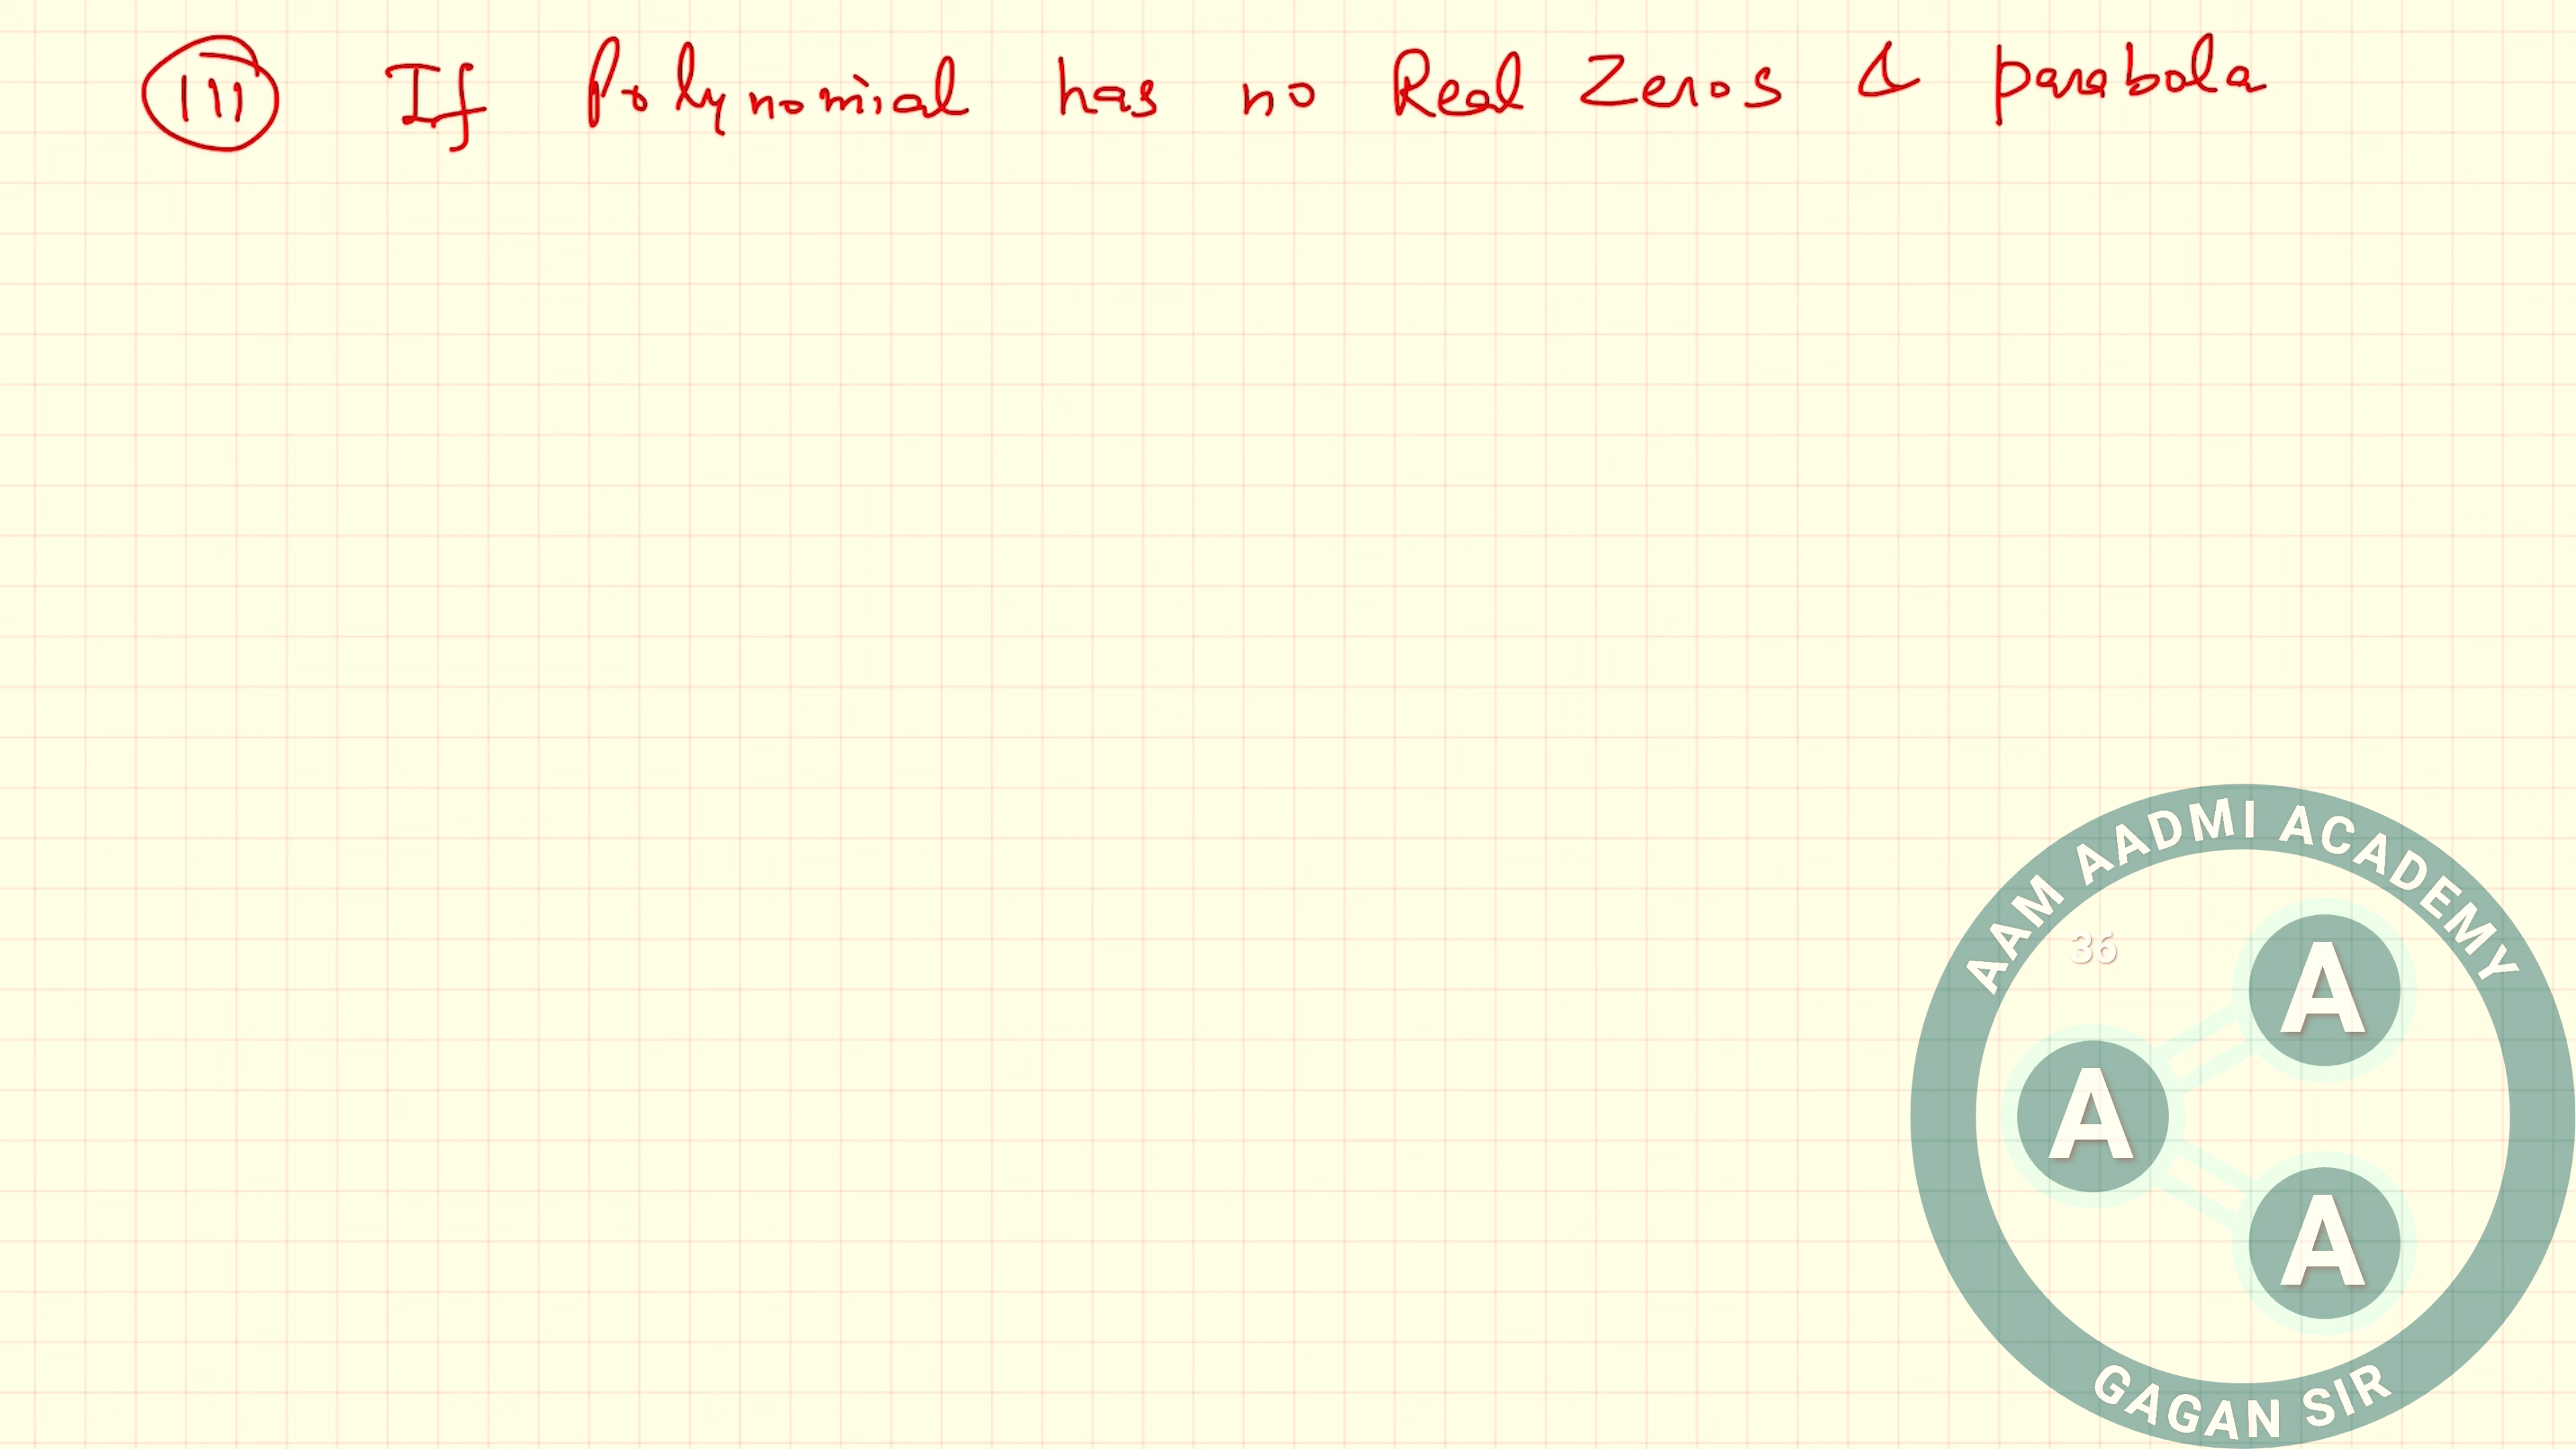 (III) If Polynomial has no Real Zeros & parabola
AAM AADMI ACADEMY
36
A
A
A
GAGAN SIR